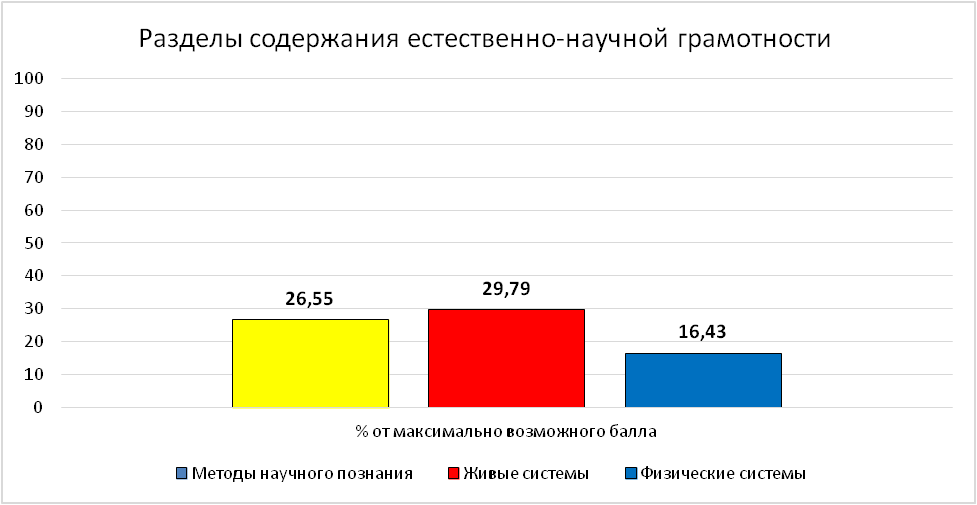 Разделы содержания естественно-научной грамотности
100
90
80
70
60
50
40
30
20
10
0
26,55
29,79
16,43
% от максимально возможного балла
Методы научного познания
Живые системы
Физические системы